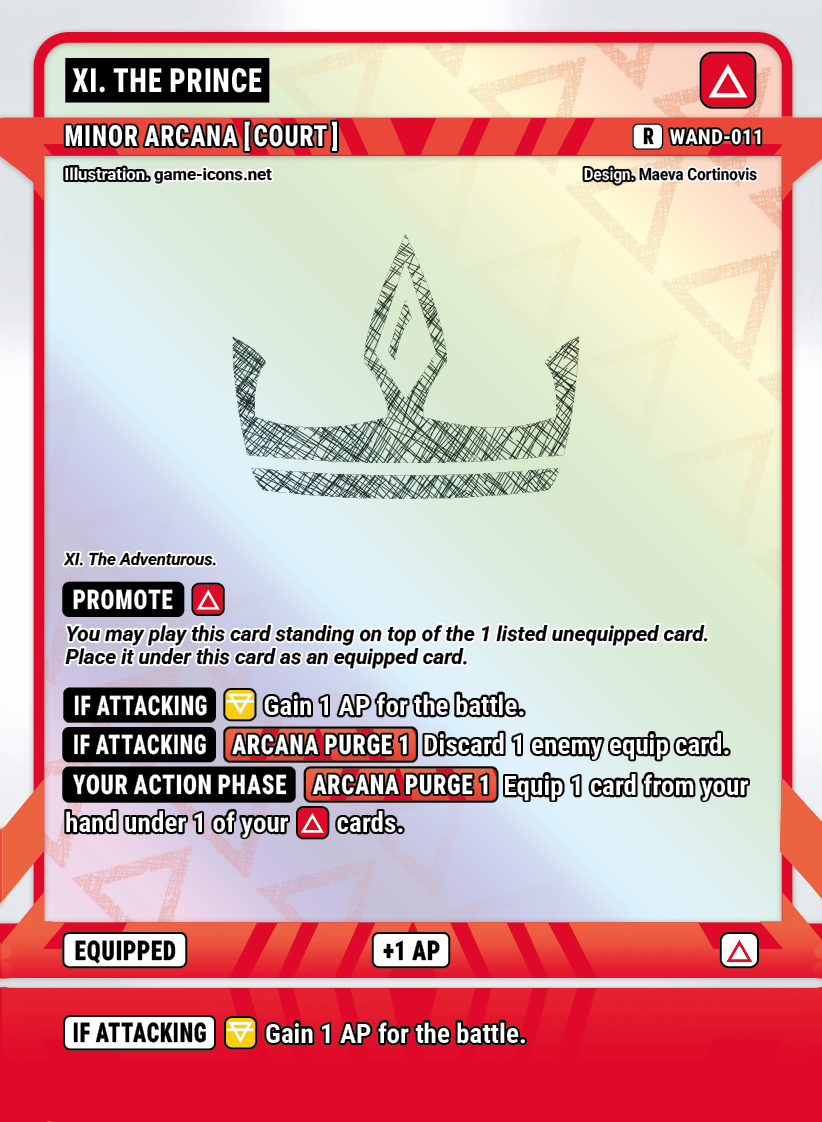 XI. THE PRINCE
MINOR ARCANA [COURT]
R WAND-011
Illustration. game-icons.net
Design. Maeva Cortinovis
XI. The Adventurous.
PROMOTE
You may play this card standing on top of the 1 listed unequipped card.
Place it under this card as an equipped card.
IF ATTACKING Gain 1 AP for the battle.
IF ATTACKING ARCANA PURGE 1 Discard 1 enemy equip card.
YOUR ACTION PHASE ARCANA PURGE 1 Equip 1 card from your
hand under 1 of your cards.
EQUIPPED +1 AP
IF ATTACKING Gain 1 AP for the battle.